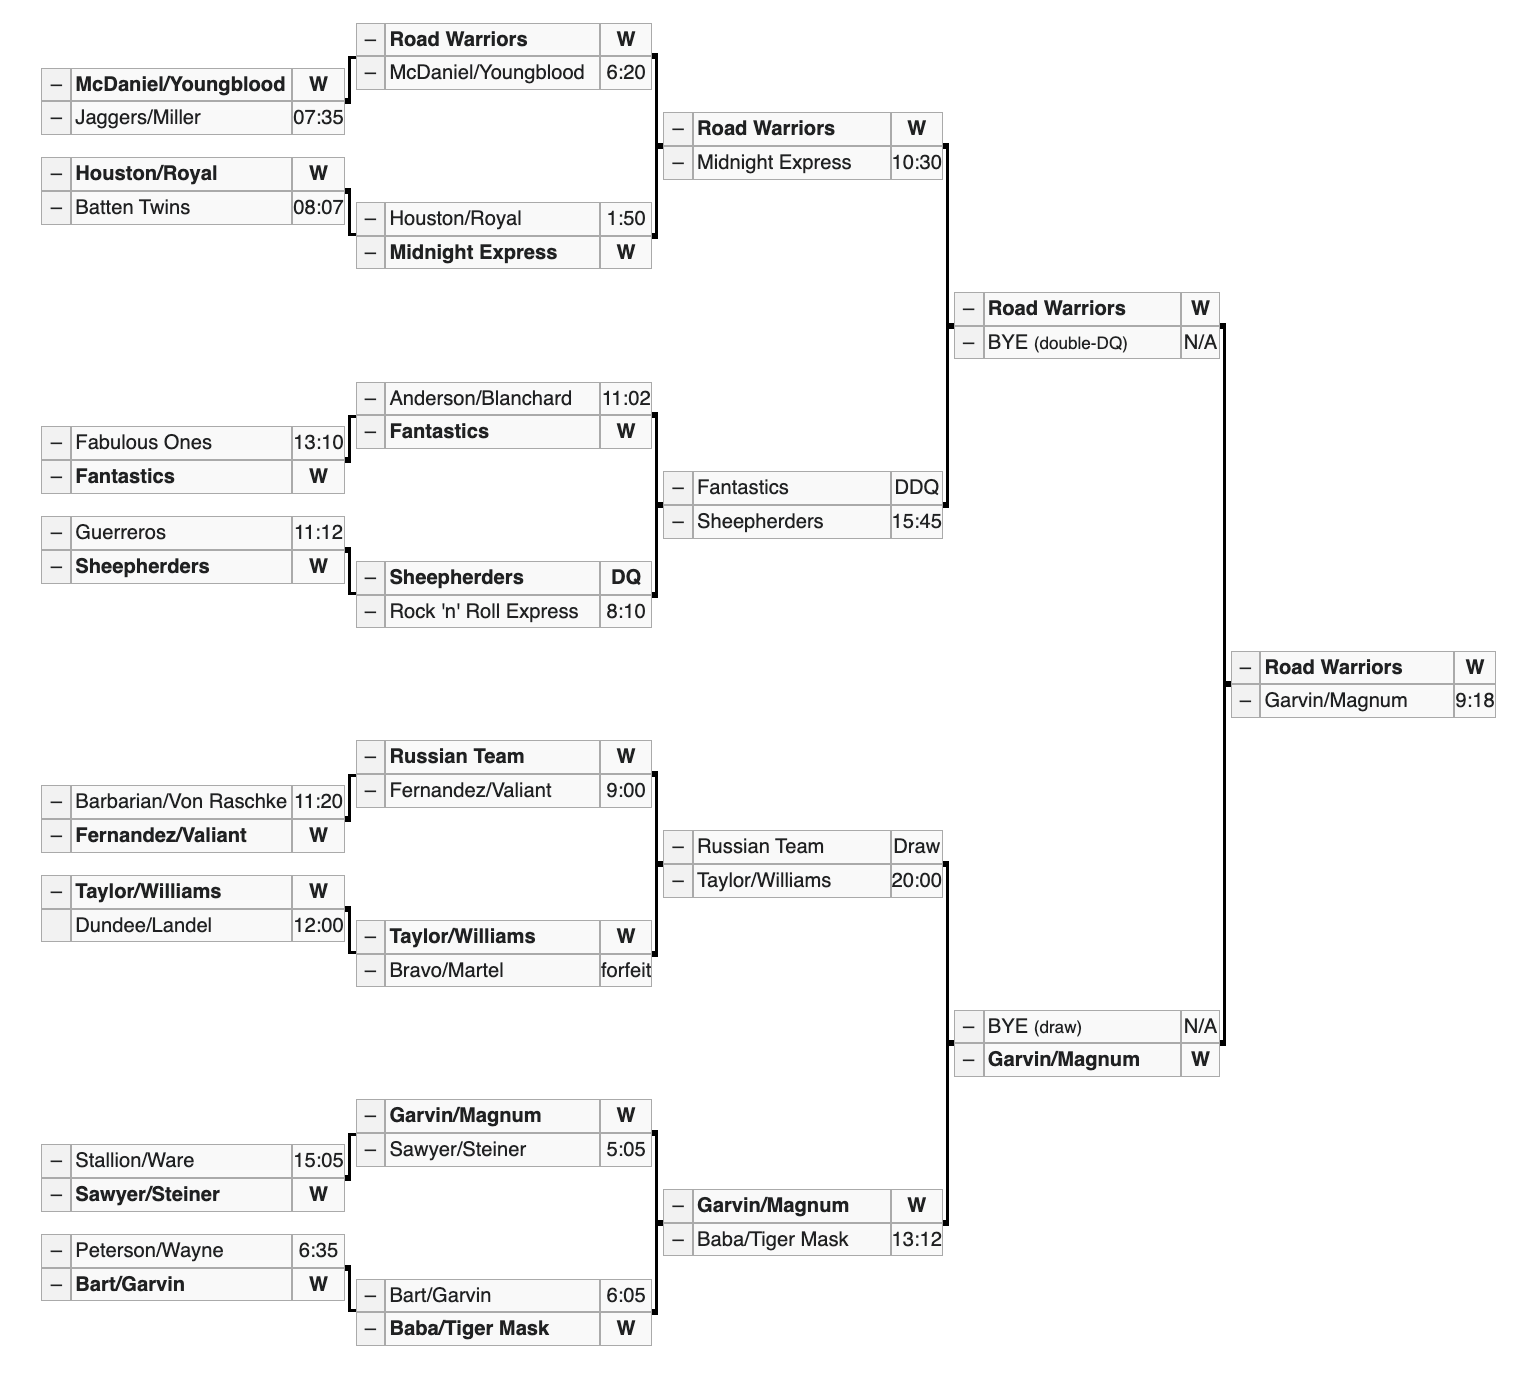 – Road Warriors W
– McDaniel/Youngblood 6:20
– McDaniel/Youngblood W
– Jaggers/Miller 07:35
– Houston/Royal W
– Batten Twins 08:07
– Houston/Royal 1:50
– Midnight Express W
– Road Warriors W
– Midnight Express 10:30
– Anderson/Blanchard 11:02
– Fantastics W
– Fabulous Ones 13:10
– Fantastics W
– Guerreros 11:12
– Sheepherders W
– Sheepherders DQ
– Rock 'n' Roll Express 8:10
– Fantastics DDQ
– Sheepherders 15:45
– Road Warriors W
– BYE (double-DQ) N/A
– Russian Team W
– Fernandez/Valiant 9:00
– Barbarian/Von Raschke 11:20
– Fernandez/Valiant W
– Taylor/Williams W
Dundee/Landel 12:00
– Taylor/Williams W
– Bravo/Martel forfeit
– Russian Team Draw
– Taylor/Williams 20:00
– Garvin/Magnum W
– Sawyer/Steiner 5:05
– Stallion/Ware 15:05
– Sawyer/Steiner W
– Peterson/Wayne 6:35
– Bart/Garvin W
– Bart/Garvin 6:05
– Baba/Tiger Mask W
– Garvin/Magnum W
– Baba/Tiger Mask 13:12
– BYE (draw) N/A
– Garvin/Magnum W
– Road Warriors W
– Garvin/Magnum 9:18